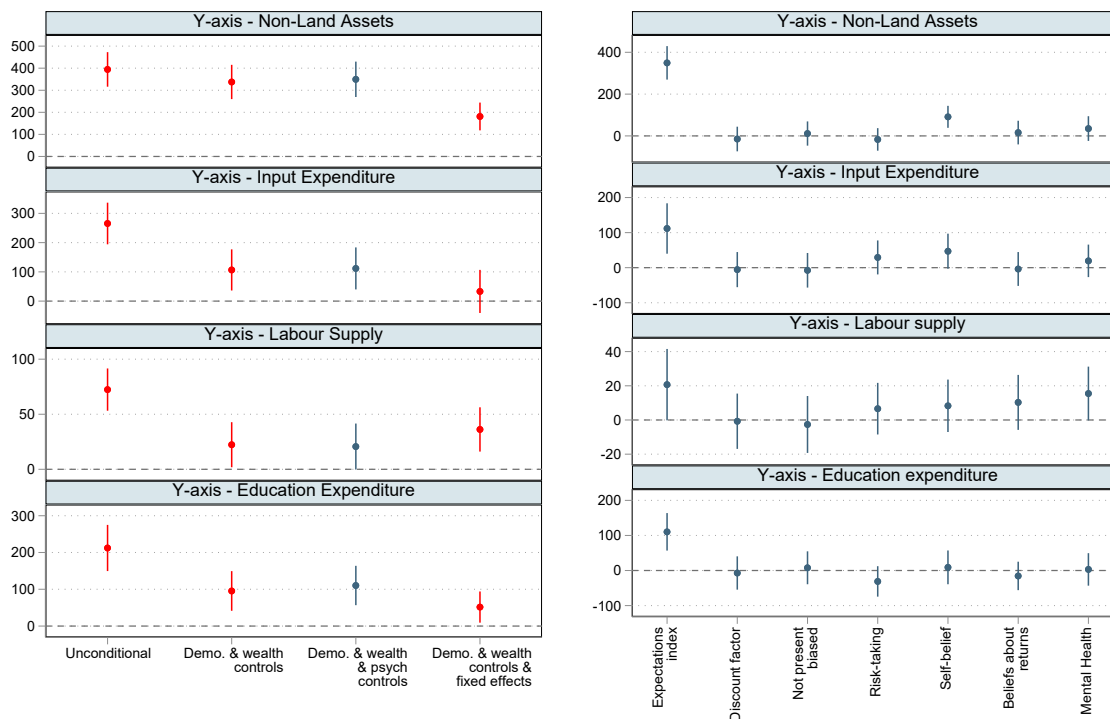 Y-axis - Non-Land Assets
500
400
300
200
100
0
Y-axis - Input Expenditure
300
200
100
0
Y-axis - Labour Supply
100
50
0
Y-axis - Education Expenditure
300
200
100
0
Unconditional
Demo. & wealth
controls
Demo. & wealth
& psych
controls
Demo. & wealth
controls &
fixed effects
Y-axis - Non-Land Assets
400
200
0
Y-axis - Input Expenditure
200
100
0
-100
Y-axis - Labour supply
40
20
0
-20
Y-axis - Education expenditure
200
100
0
-100
Expectations
index
Discount factor
Not present
biased
Risk-taking
Self-belief
Beliefs about
returns
Mental Health